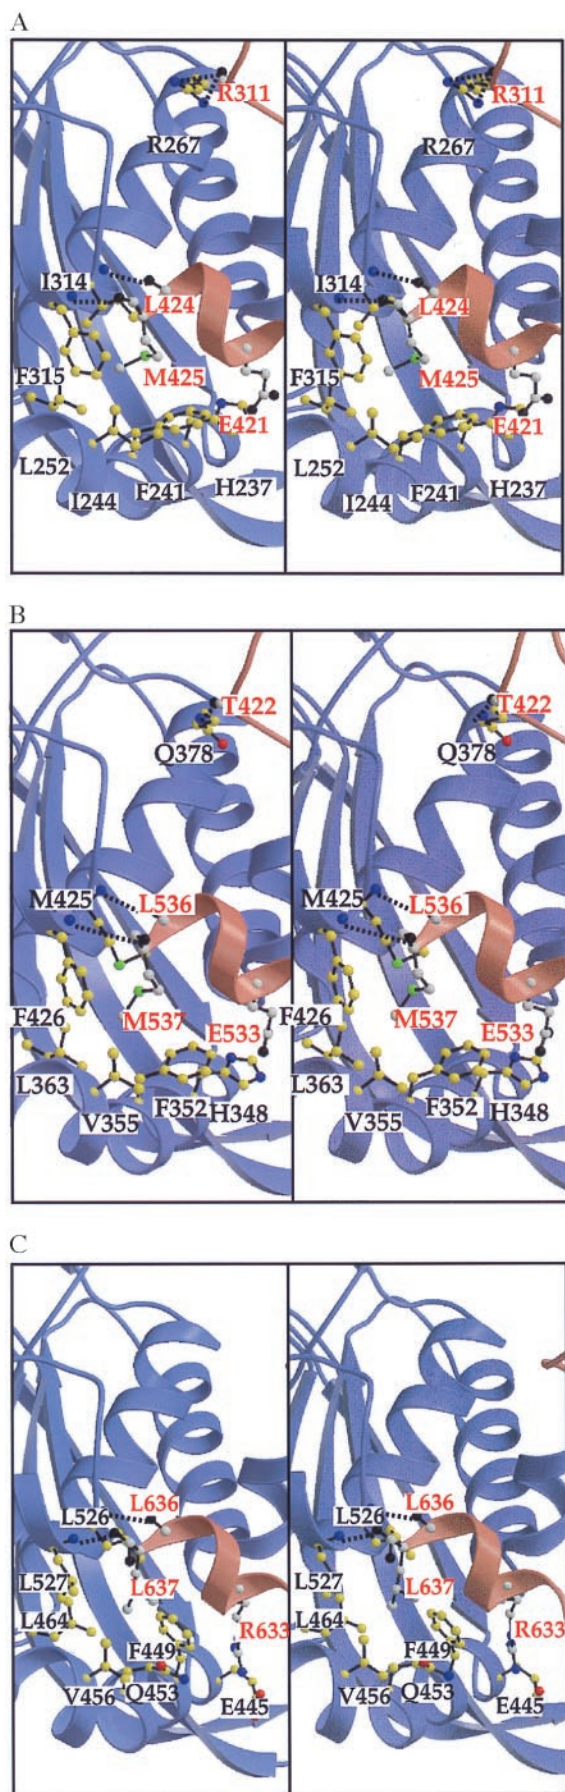 A
R311 R311
R267 R267
I314 I314
L424 L424
M425 M425
F315 F315
E421 E421
L252 L252
F241 H237 F241 H237
I244 I244
B
T422 T422
Q378 Q378
M425 L536 M425 L536
F426 F426
M537 E533 M537 E533
L363 L363
F352 H348 F352 H348
V355 V355
C
L636 L636
L526 L526
L527 L637 L527 L637
L464 L464
R633 R633
F449 F449
V456 Q453 E445 V456 Q453 E445